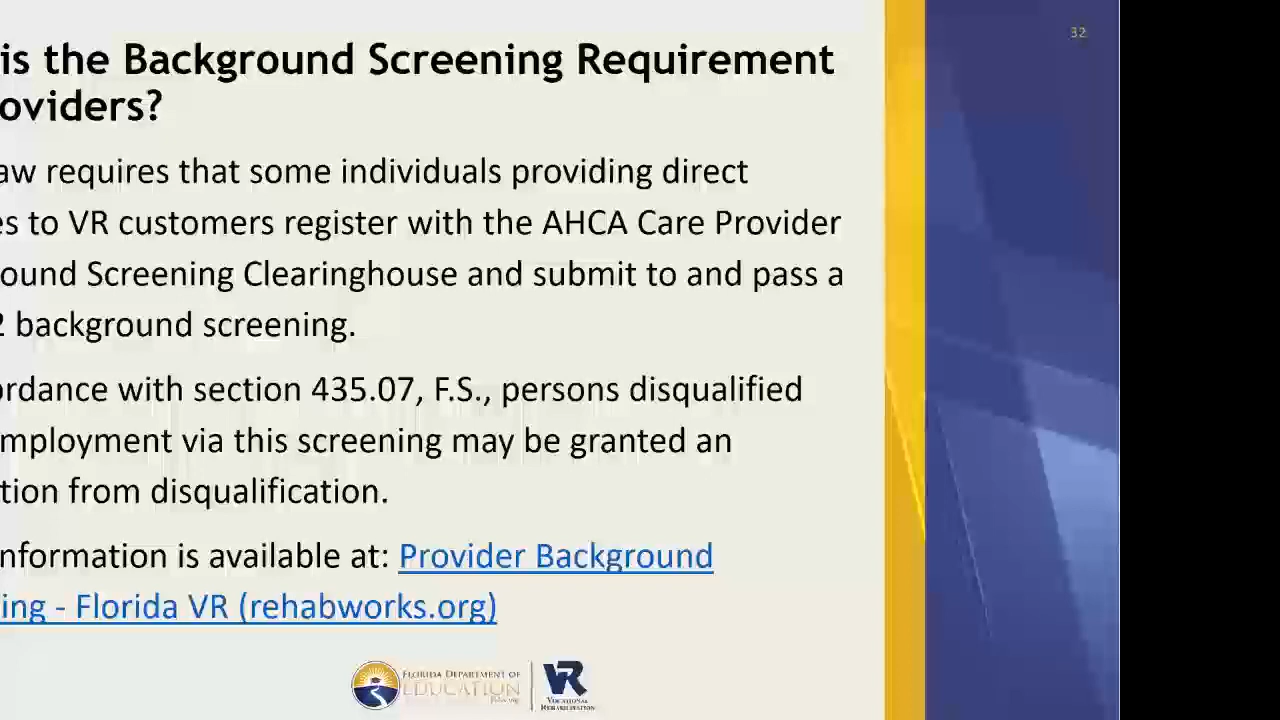 32
is the Background Screening Requirement
oviders?
aw requires that some individuals providing direct
es to VR customers register with the AHCA Care Provider
ound Screening Clearinghouse and submit to and pass a
2 background screening.
ordance with section 435.07, F.S., persons disqualified
mployment via this screening may be granted an
tion from disqualification.
nformation is available at: Provider Background
ing - Florida VR (rehabworks.org)
FLORIDA DEPARTMENT OF
EDUCATION
fldoe.org
VR
VOCATIONAL
REHABILITATION